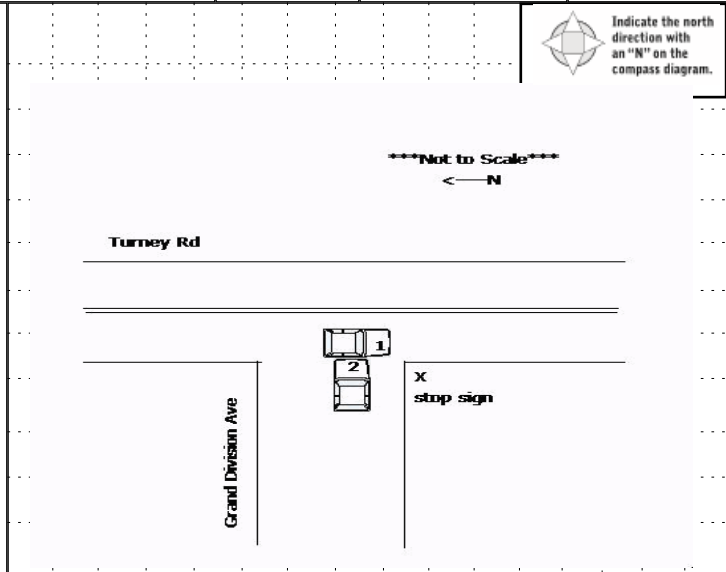 Indicate the north
direction with
an “N” on the
compass diagram.
***Not to Scale***
<——N
Turney Rd
1
2
X
stop sign
Grand Division Ave